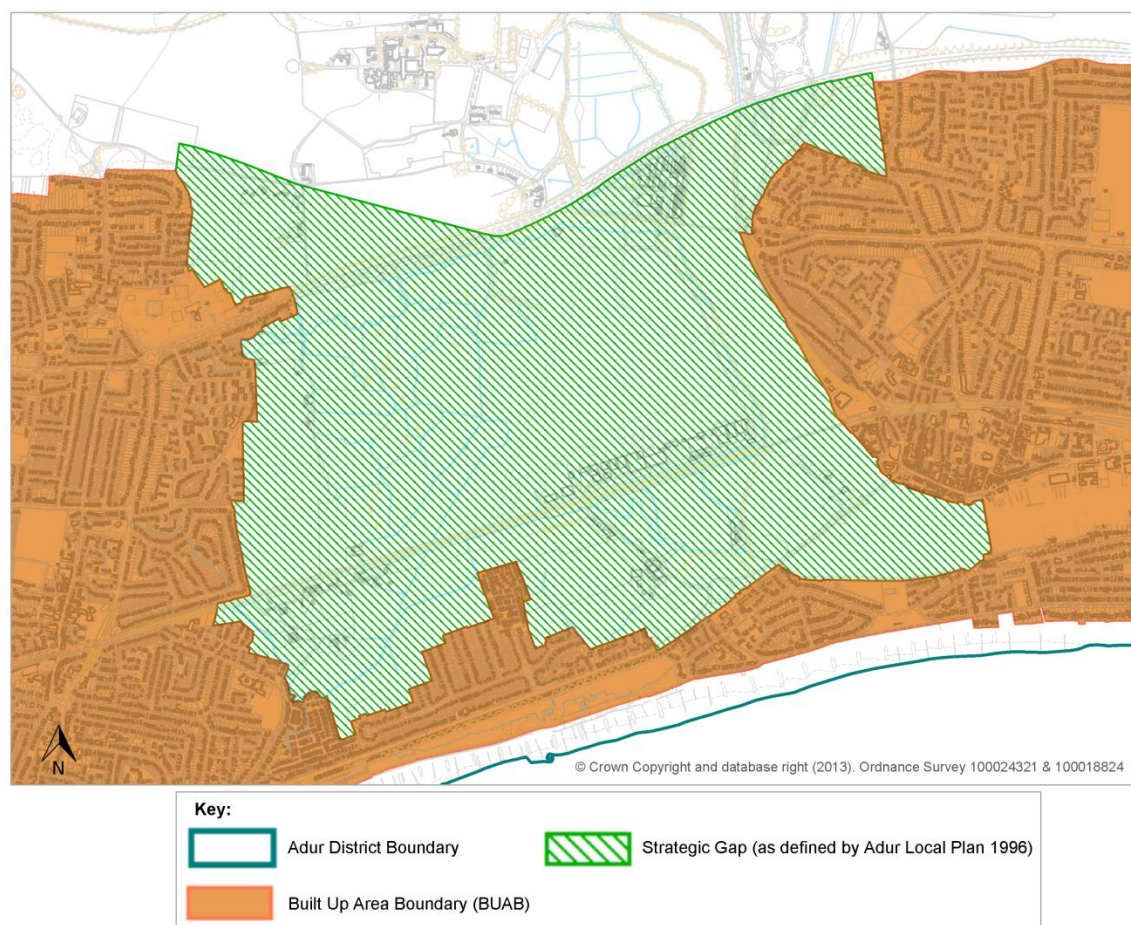 N
© Crown Copyright and database right (2013). Ordnance Survey 100024321 & 100018824
Key:
Adur District Boundary
Strategic Gap (as defined by Adur Local Plan 1996)
Built Up Area Boundary (BUAB)